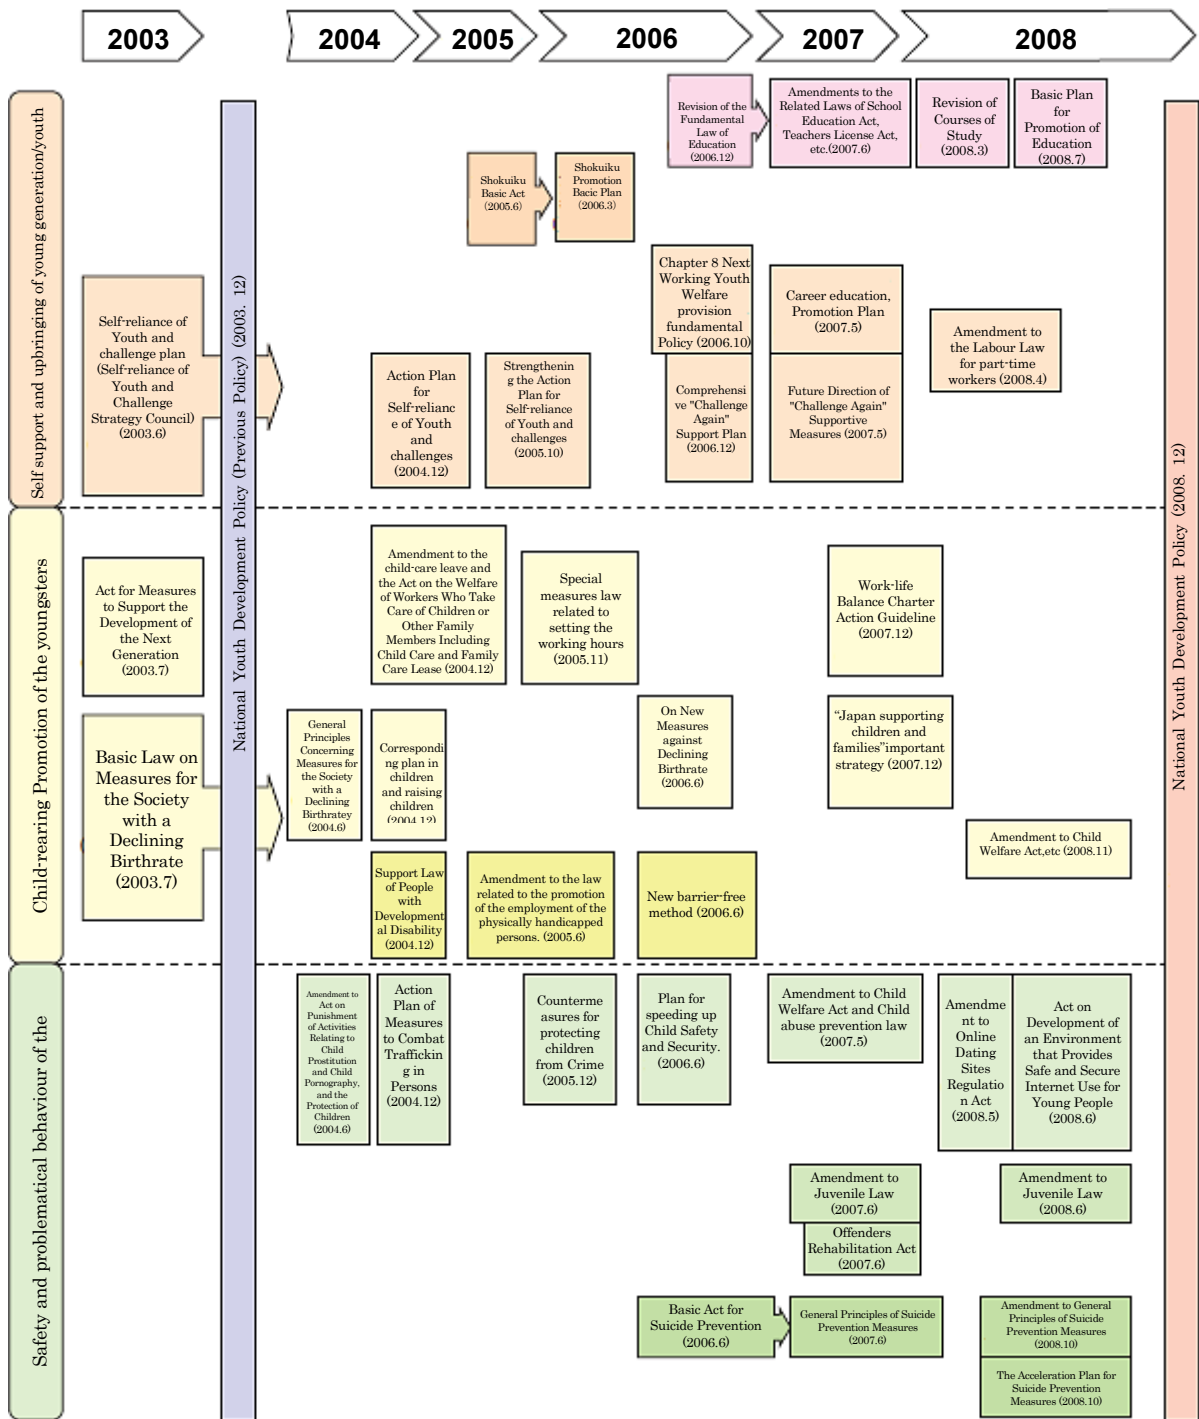 2003
2004
2005
2006
2007
2008
Self support and upbringing of young generation/youth
National Youth Development Policy (Previous Policy) (2003. 12)
National Youth Development Policy (2008. 12)
Revision of the
Fundamental
Law of
Education
(2006.12)
Amendments to the
Related Laws of School
Education Act,
Teachers License Act,
etc.(2007.6)
Revision of
Courses of
Study
(2008.3)
Basic Plan
for
Promotion of
Education
(2008.7)
Shokuiku
Basic Act
(2005.6)
Shokuiku
Promotion
Bacic Plan
(2006.3)
Self-reliance of
Youth and
challenge plan
(Self-reliance of
Youth and
Challenge
Strategy Council)
(2003.6)
Action Plan
for
Self-relianc
e of Youth
and
challenges
(2004.12)
Strengthenin
g the Action
Plan for
Self-reliance
of Youth and
challenges
(2005.10)
Chapter 8 Next
Working Youth
Welfare
provision
fundamental
Policy (2006.10)
Comprehensi
ve "Challenge
Again"
Support Plan
(2006.12)
Career education,
Promotion Plan
(2007.5)
Future Direction of
"Challenge Again"
Supportive
Measures (2007.5)
Amendment to
the Labour Law
for part-time
workers (2008.4)
Child-rearing Promotion of the youngsters
Act for Measures
to Support the
Development of
the Next
Generation
(2003.7)
Amendment to the
child-care leave and
the Act on the Welfare
of Workers Who Take
Care of Children or
Other Family
Members Including
Child Care and Family
Care Lease (2004.12)
Special
measures law
related to
setting the
working hours
(2005.11)
Work-life
Balance Charter
Action Guideline
(2007.12)
Basic Law on
Measures for
the Society
with a
Declining
Birthrate
(2003.7)
General
Principles
Concerning
Measures for
the Society
with a
Declining
Birthratey
(2004.6)
Correspondi
ng plan in
children
and raising
children
(2004.12)
On New
Measures
against
Declining
Birthrate
(2006.6)
“Japan supporting
children and
families”important
strategy (2007.12)
Amendment to Child
Welfare Act,etc (2008.11)
Support Law
of People
with
Development
al Disability
(2004.12)
Amendment to the law
related to the promotion
of the employment of the
physically handicapped
persons. (2005.6)
New barrier-free
method (2006.6)
Safety and problematical behaviour of the
Amendment to
Act on
Punishment of
Activities
Relating to
Child
Prostitution
and Child
Pornography,
and the
Protection of
Children
(2004.6)
Action
Plan of
Measures
to Combat
Traffickin
g in
Persons
(2004.12)
Counterme
asures for
protecting
children
from Crime
(2005.12)
Plan for
speeding up
Child Safety
and Security.
(2006.6)
Amendment to Child
Welfare Act and Child
abuse prevention law
(2007.5)
Amendme
nt to
Online
Dating
Sites
Regulatio
n Act
(2008.5)
Act on
Development of
an Environment
that Provides
Safe and Secure
Internet Use for
Young People
(2008.6)
Amendment to
Juvenile Law
(2007.6)
Offenders
Rehabilitation Act
(2007.6)
Amendment to
Juvenile Law
(2008.6)
Basic Act for
Suicide Prevention
(2006.6)
General Principles of Suicide
Prevention Measures
(2007.6)
Amendment to General
Principles of Suicide
Prevention Measures
(2008.10)
The Acceleration Plan for
Suicide Prevention
Measures (2008.10)